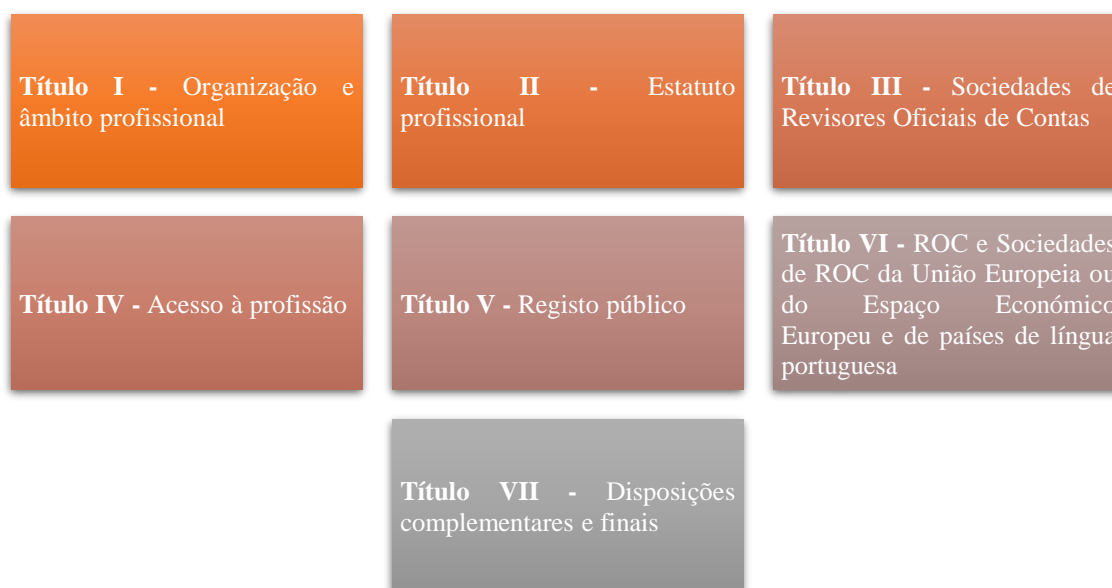 Título I - Organização e
âmbito profissional
Título II - Estatuto
profissional
Título III - Sociedades de
Revisores Oficiais de Contas
Título IV - Acesso à profissão
Título V - Registo público
Título VI - ROC e Sociedades
de ROC da União Europeia ou
do Espaço Económico
Europeu e de países de língua
portuguesa
Título VII - Disposições
complementares e finais